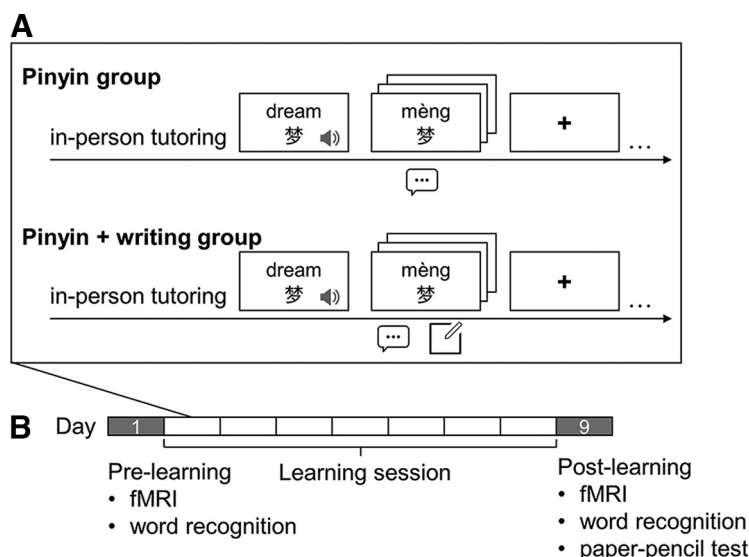 A
Pinyin group
in-person tutoring
dream
梦
mèng
梦
+
...
Pinyin + writing group
in-person tutoring
dream
梦
mèng
梦
+
...
B
Day 1 9
Pre-learning
• fMRI
• word recognition
Learning session
Post-learning
• fMRI
• word recognition
• paper-pencil test